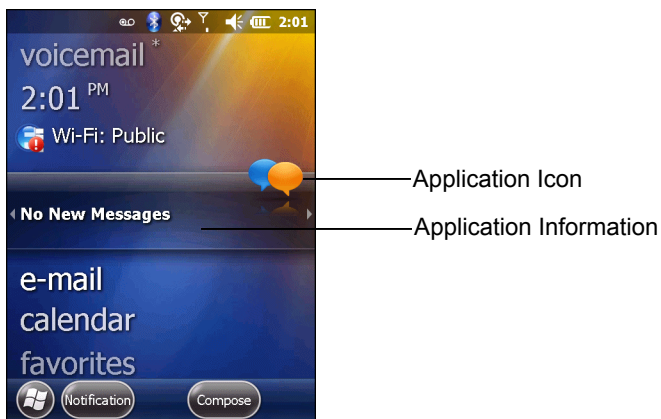 2:01
voicemail *
2:01 PM
Wi-Fi: Public
Application Icon
No New Messages
Application Information
e-mail
calendar
favorites
Notification
Compose